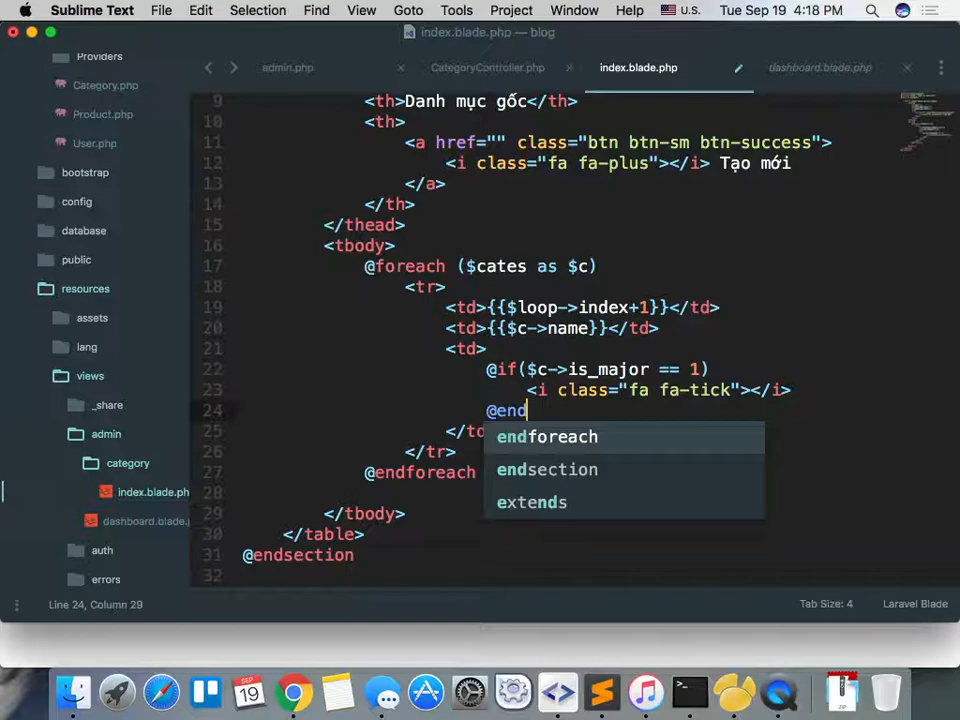 Sublime Text File Edit Selection Find View Goto Tools Project Window Help U.S. Tue Sep 19 4:18 PM
index.blade.php — blog
admin.php × CategoryController.php × index.blade.php dashboard.blade.php ×
Providers
Category.php
Product.php
User.php
bootstrap
config
database
public
resources
assets
lang
views
_share
admin
category
index.blade.ph
dashboard.blade.
auth
errors
9 <th>Danh mục gốc</th>
10 <th>
11 <a href="" class="btn btn-sm btn-success">
12 <i class="fa fa-plus"></i> Tạo mới
13 </a>
14 </th>
15 </thead>
16 <tbody>
17 @foreach ($cates as $c)
18 <tr>
19 <td>{{$loop->index+1}}</td>
20 <td>{{$c->name}}</td>
21 <td>
22 @if($c->is_major == 1)
23 <i class="fa fa-tick"></i>
24 @end
25 </td
26 </tr>
27 @endforeach
28
29 </tbody>
30 </table>
31 @endsection
32
endforeach
endsection
extends
Line 24, Column 29 Tab Size: 4 Laravel Blade
SEP
19
ZIP